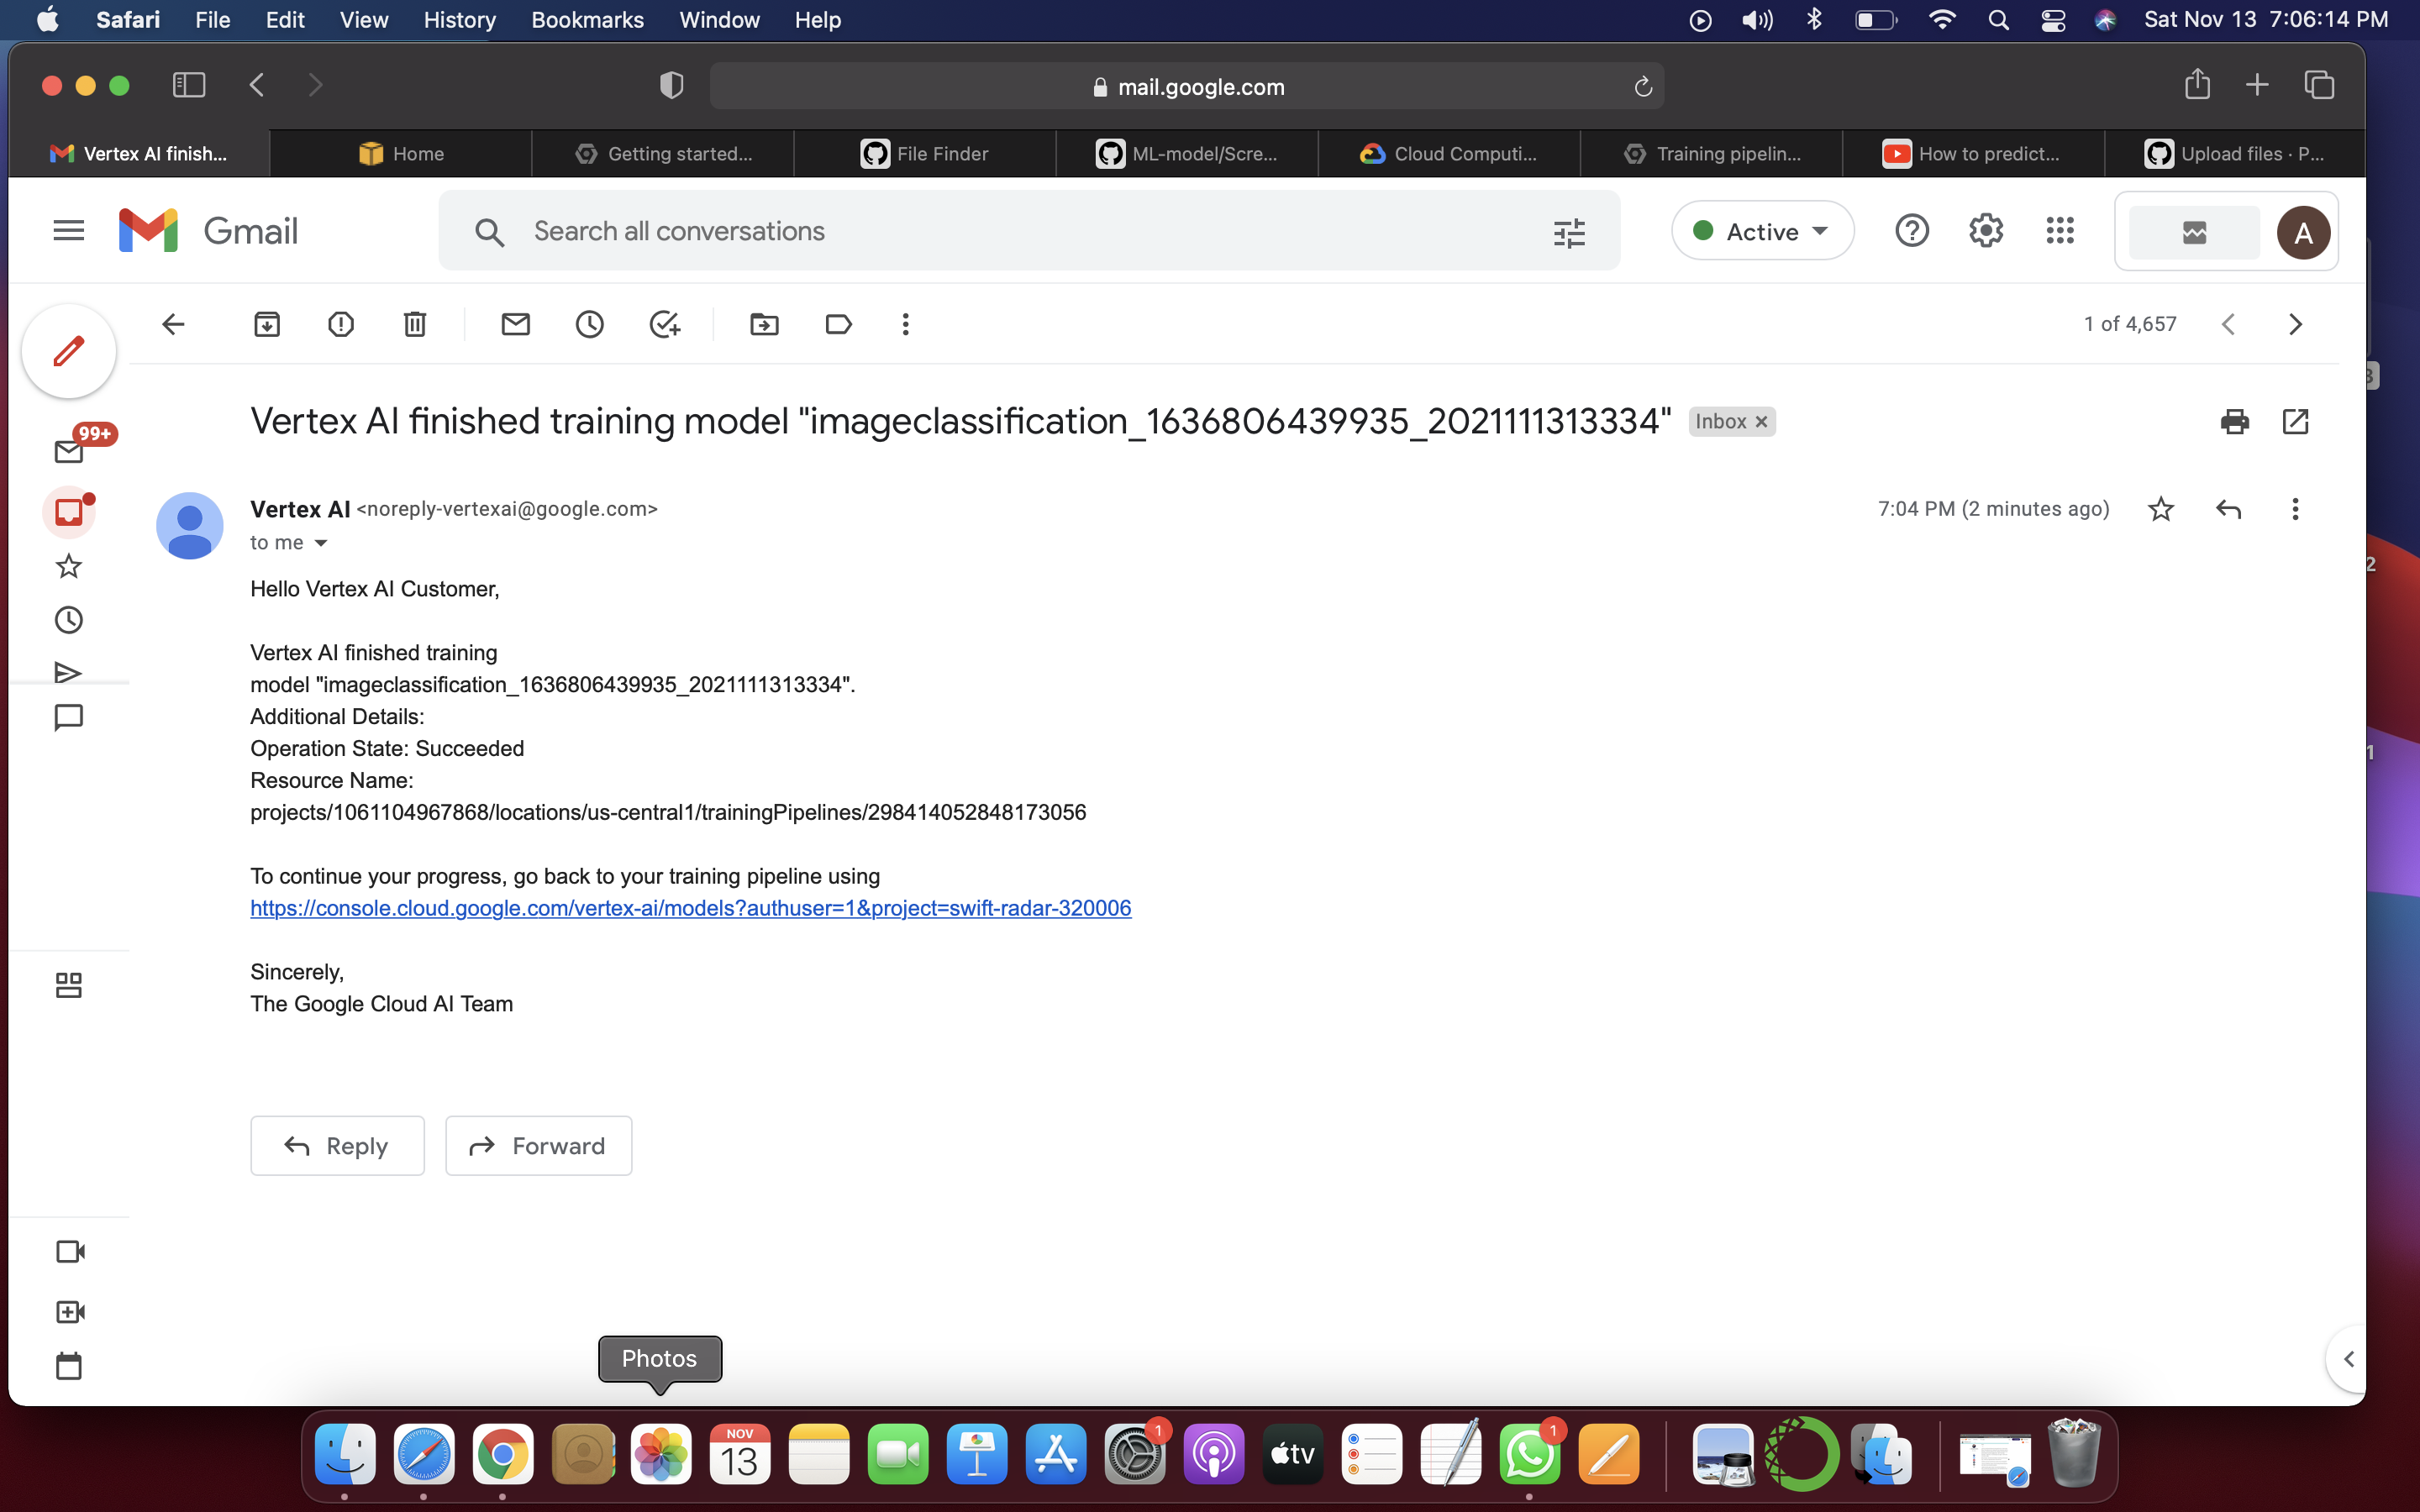 Safari File Edit View History Bookmarks Window Help Sat Nov 13 7:06:14 PM
mail.google.com
Vertex AI finish... Home Getting started... File Finder ML-model/Scre... Cloud Computi... Training pipelin... How to predict... Upload files · P...
Gmail Search all conversations Active A
1 of 4,657
99+
Vertex AI finished training model "imageclassification_1636806439935_2021111313334" Inbox ×
Vertex AI <noreply-vertexai@google.com> 7:04 PM (2 minutes ago)
to me
Hello Vertex AI Customer,
Vertex AI finished training
model "imageclassification_1636806439935_2021111313334".
Additional Details:
Operation State: Succeeded
Resource Name:
projects/1061104967868/locations/us-central1/trainingPipelines/298414052848173056
To continue your progress, go back to your training pipeline using
https://console.cloud.google.com/vertex-ai/models?authuser=1&project=swift-radar-320006
Sincerely,
The Google Cloud AI Team
Reply Forward
Photos
NOV
13
1
tv
1
2
1